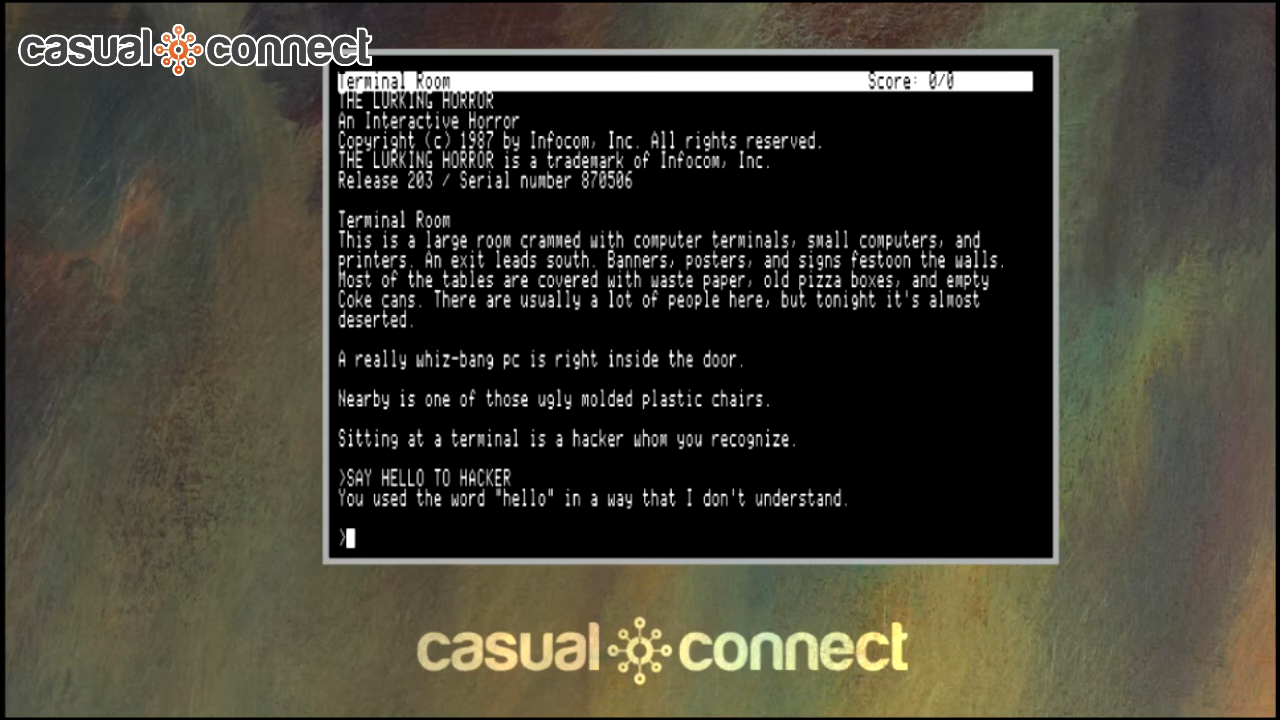 casual connect
Terminal Room Score: 0/0
THE LURKING HORROR
An Interactive Horror
Copyright (c) 1987 by Infocom, Inc. All rights reserved.
THE LURKING HORROR is a trademark of Infocom, Inc.
Release 203 / Serial number 870506
Terminal Room
This is a large room crammed with computer terminals, small computers, and
printers. An exit leads south. Banners, posters, and signs festoon the walls.
Most of the tables are covered with waste paper, old pizza boxes, and empty
Coke cans. There are usually a lot of people here, but tonight it's almost
deserted.
A really whiz-bang pc is right inside the door.
Nearby is one of those ugly molded plastic chairs.
Sitting at a terminal is a hacker whom you recognize.
>SAY HELLO TO HACKER
You used the word "hello" in a way that I don't understand.
>
casual connect